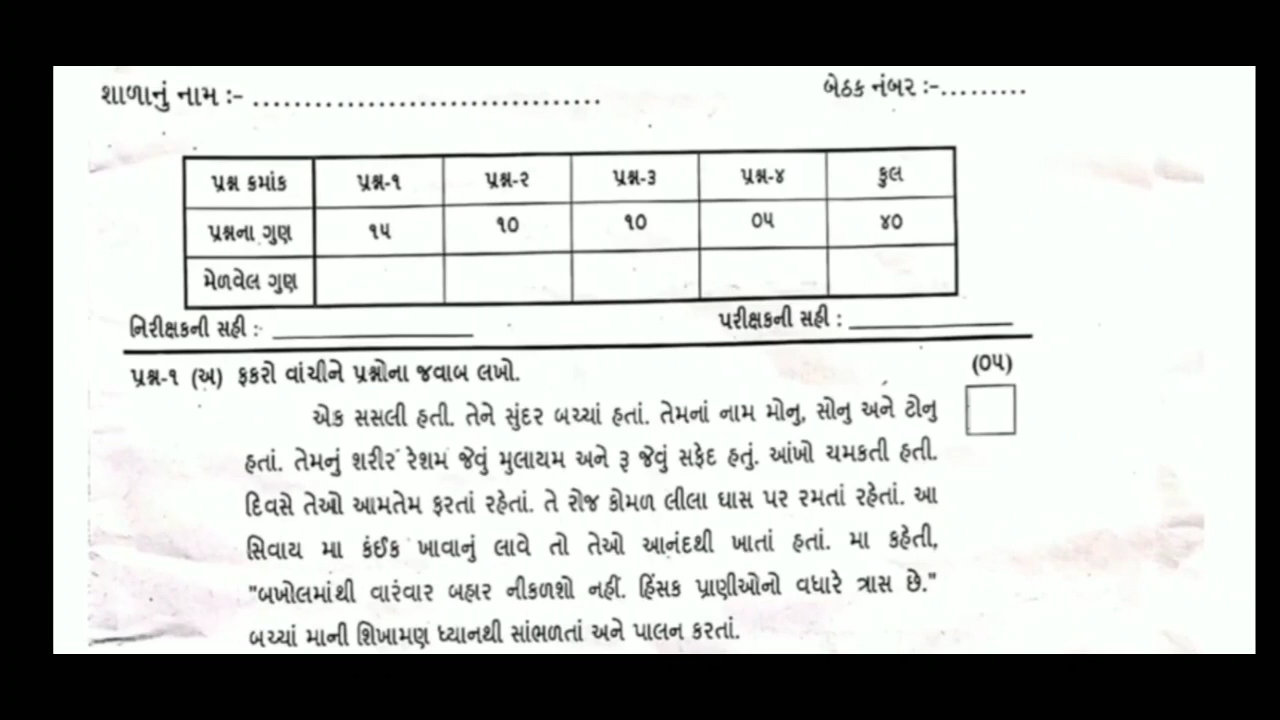 શાળાનું નામ :- ................................. બેઠક નંબર :-.........
પ્રશ્ન ક્રમાંક પ્રશ્ન-૧ પ્રશ્ન-૨ પ્રશ્ન-૩ પ્રશ્ન-૪ કુલ
પ્રશ્નના ગુણ ૧૫ ૧૦ ૧૦ ૦૫ ૪૦
મેળવેલ ગુણ
નિરીક્ષકની સહી : ______________ પરીક્ષકની સહી : ______________
પ્રશ્ન-૧ (અ) ફકરો વાંચીને પ્રશ્નોના જવાબ લખો. (૦૫)
એક સસલી હતી. તેને સુંદર બચ્ચાં હતાં. તેમનાં નામ મોનુ, સોનુ અને ટોનુ
હતાં. તેમનું શરીર રેશમ જેવું મુલાયમ અને રૂ જેવું સફેદ હતું. આંખો ચમકતી હતી.
દિવસે તેઓ આમતેમ ફરતાં રહેતાં. તે રોજ કોમળ લીલા ઘાસ પર રમતાં રહેતાં. આ
સિવાય મા કંઈક ખાવાનું લાવે તો તેઓ આનંદથી ખાતાં હતાં. મા કહેતી,
"બખોલમાંથી વારંવાર બહાર નીકળશો નહીં. હિંસક પ્રાણીઓનો વધારે ત્રાસ છે."
બચ્ચાં માની શિખામણ ધ્યાનથી સાંભળતાં અને પાલન કરતાં.